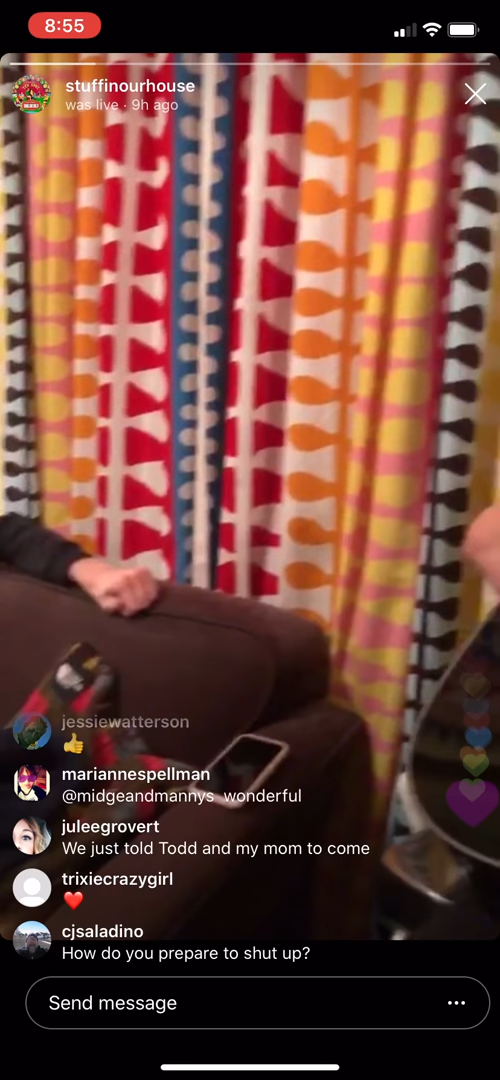 8:55
stuffinourhouse
was live · 9h ago
jessiewatterson
👍
mariannespellman
@midgeandmannys wonderful
juleegrovert
We just told Todd and my mom to come
trixiecrazygirl
❤️
cjsaladino
How do you prepare to shut up?
Send message